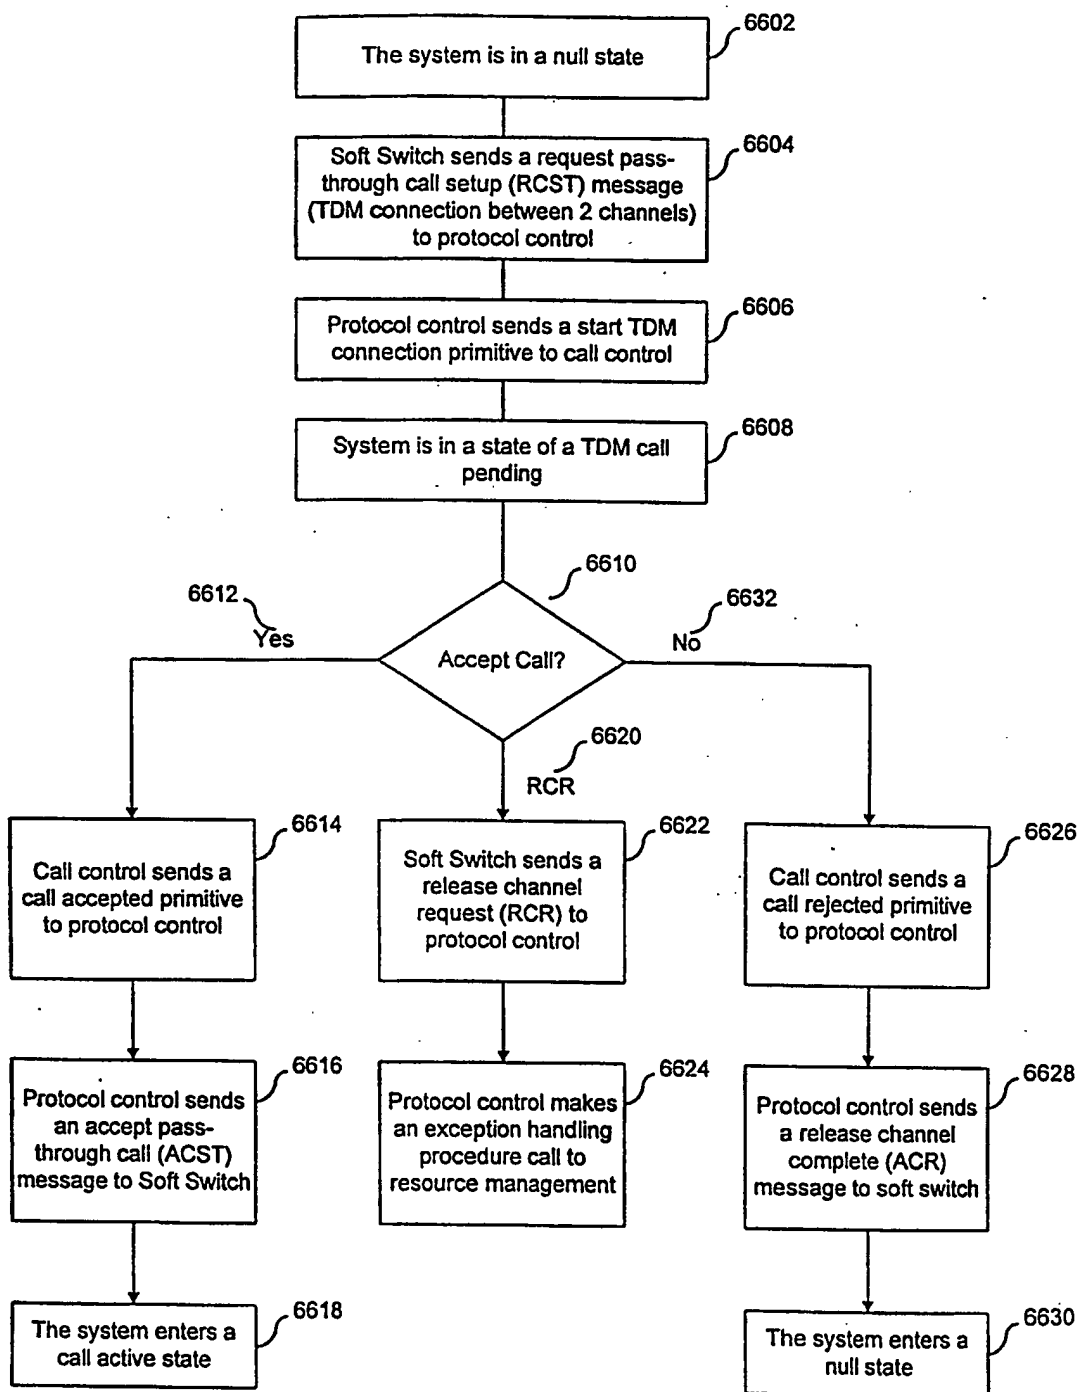 6602
The system is in a null state
6604
Soft Switch sends a request pass-
through call setup (RCST) message
(TDM connection between 2 channels)
to protocol control
6606
Protocol control sends a start TDM
connection primitive to call control
6608
System is in a state of a TDM call
pending
6610
6612
6632
Yes
No
Accept Call?
6620
RCR
6614
Call control sends a
call accepted primitive
to protocol control
6622
Soft Switch sends a
release channel
request (RCR) to
protocol control
6626
Call control sends a
call rejected primitive
to protocol control
6616
Protocol control sends
an accept pass-
through call (ACST)
message to Soft Switch
6624
Protocol control makes
an exception handling
procedure call to
resource management
6628
Protocol control sends
a release channel
complete (ACR)
message to soft switch
6618
The system enters a
call active state
6630
The system enters a
null state